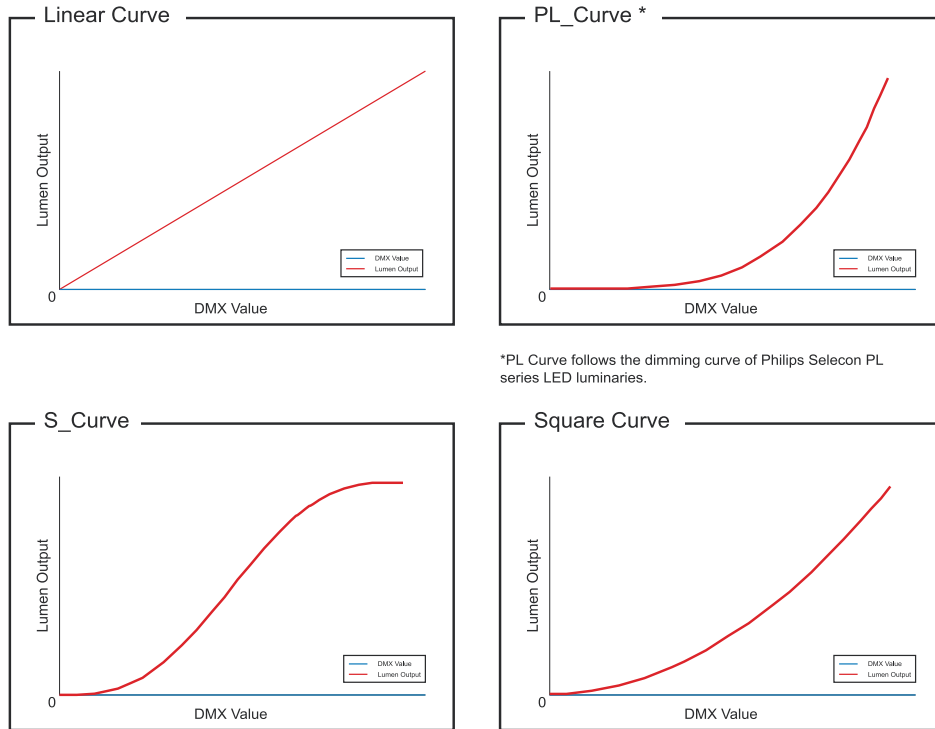 Linear Curve
Lumen Output
DMX Value
Lumen Output
0
DMX Value
PL_Curve *
Lumen Output
DMX Value
Lumen Output
0
DMX Value
*PL Curve follows the dimming curve of Philips Selecon PL
series LED luminaries.
S_Curve
Lumen Output
DMX Value
Lumen Output
0
DMX Value
Square Curve
Lumen Output
DMX Value
Lumen Output
0
DMX Value